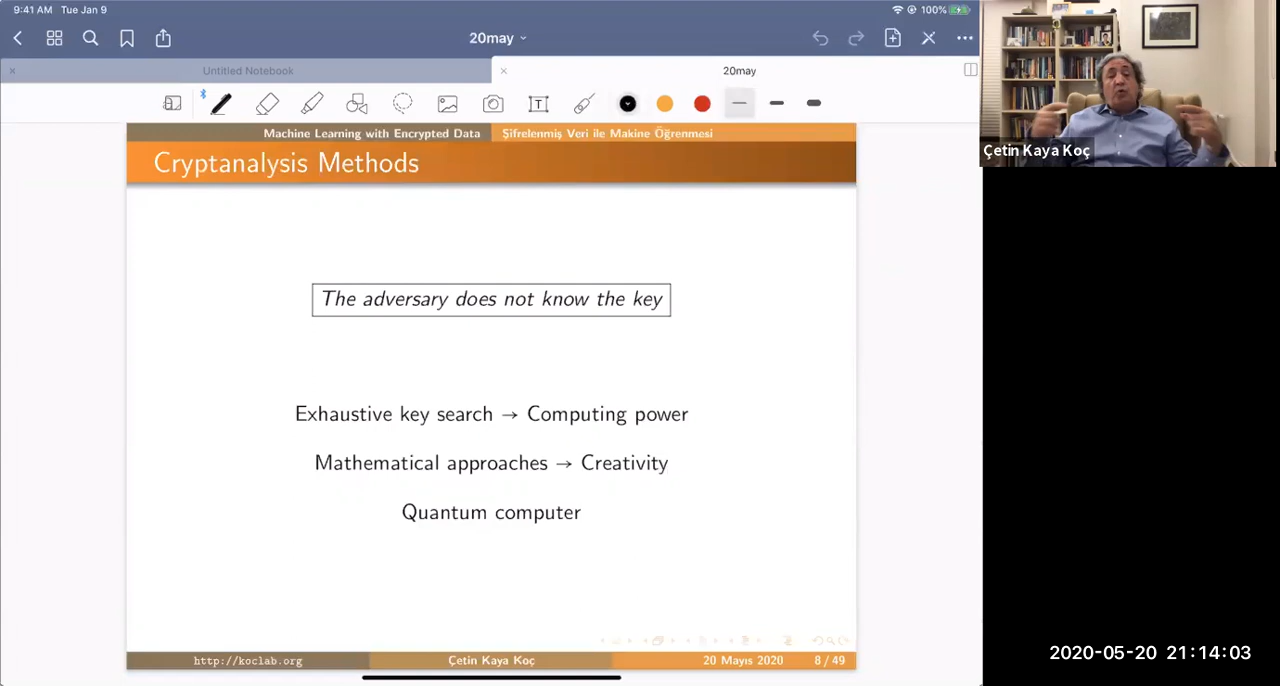 9:41 AM Tue Jan 9
100%
20may
Untitled Notebook
20may
T
Machine Learning with Encrypted Data
Şifrelenmiş Veri ile Makine Öğrenmesi
Cryptanalysis Methods
The adversary does not know the key
Exhaustive key search → Computing power
Mathematical approaches → Creativity
Quantum computer
http://koclab.org
Çetin Kaya Koç
20 Mayıs 2020
8 / 49
Çetin Kaya Koç
2020-05-20 21:14:03